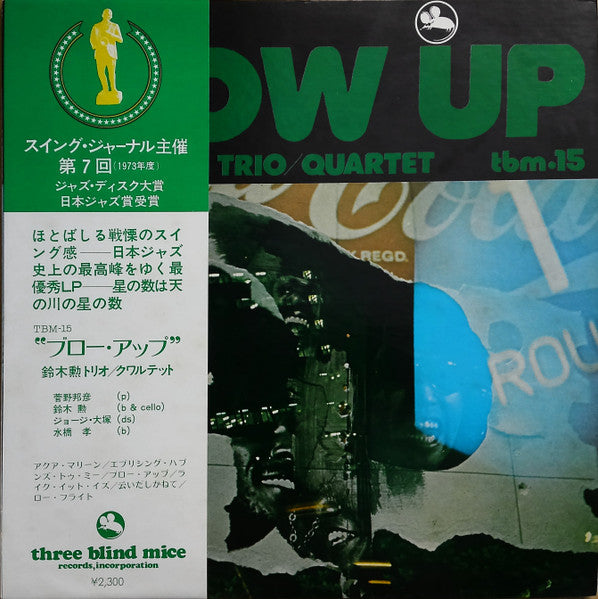 スイング・ジャーナル主催
第7回(1973年度)
ジャズ・ディスク大賞
日本ジャズ賞受賞
ほとばしる戦慄のスイ
ング感——日本ジャズ
史上の最高峰をゆく最
優秀LP——星の数は天
の川の星の数
TBM-15
“ブロー・アップ”
鈴木勲トリオ/クワルテット
菅野邦彦 (p)
鈴木 勲 (b & cello)
ジョージ・大塚 (ds)
水橋 孝 (b)
アクア・マリーン/エブリシング・ハプ
ンズ・トゥ・ミー/ブロー・アップ/ラ
イク・イット・イズ/云いだしかねて/
ロー・フライト
three blind mice
records,incorporation
¥2,300
OW UP
TRIO/QUARTET tbm•15
Coca
REGD.
ROU